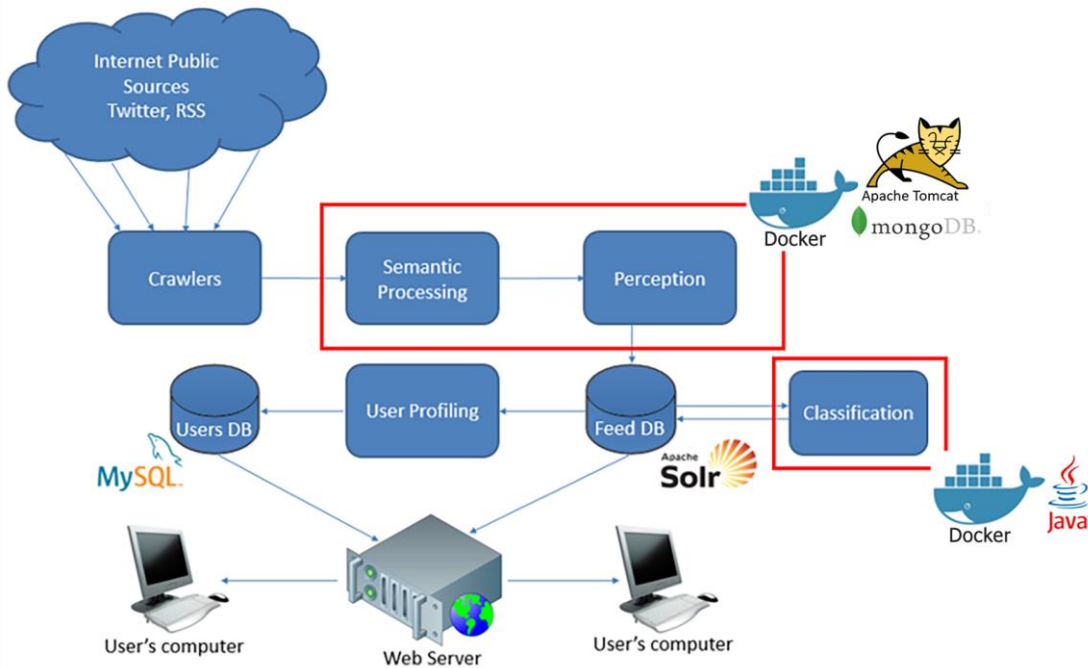 Internet Public
Sources
Twitter, RSS
Apache Tomcat
mongoDB.
Docker
Crawlers
Semantic
Processing
Perception
Users DB
User Profiling
Feed DB
Classification
MySQL
Apache
Solr
Docker
Java
User's computer
Web Server
User's computer